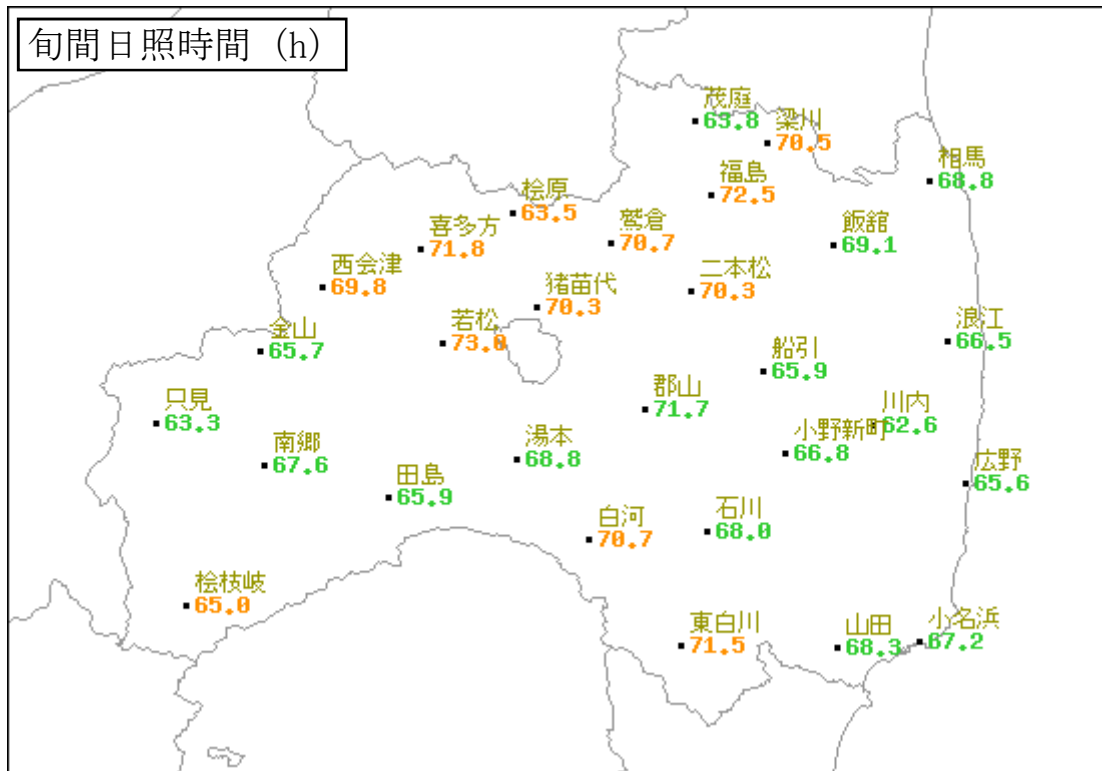 旬間日照時間 (h)
茂庭
63.8
梁川
70.5
相馬
68.8
福島
72.5
桧原
63.5
鷲倉
70.7
飯舘
69.1
喜多方
71.8
西会津
69.8
猪苗代
70.3
二本松
70.3
若松
73.0
金山
65.7
浪江
66.5
船引
65.9
郡山
71.7
只見
63.3
川内
62.6
小野新町
66.8
湯本
68.8
南郷
67.6
田島
65.9
広野
65.6
白河
70.7
石川
68.0
桧枝岐
65.0
東白川
71.5
山田
68.3
小名浜
67.2